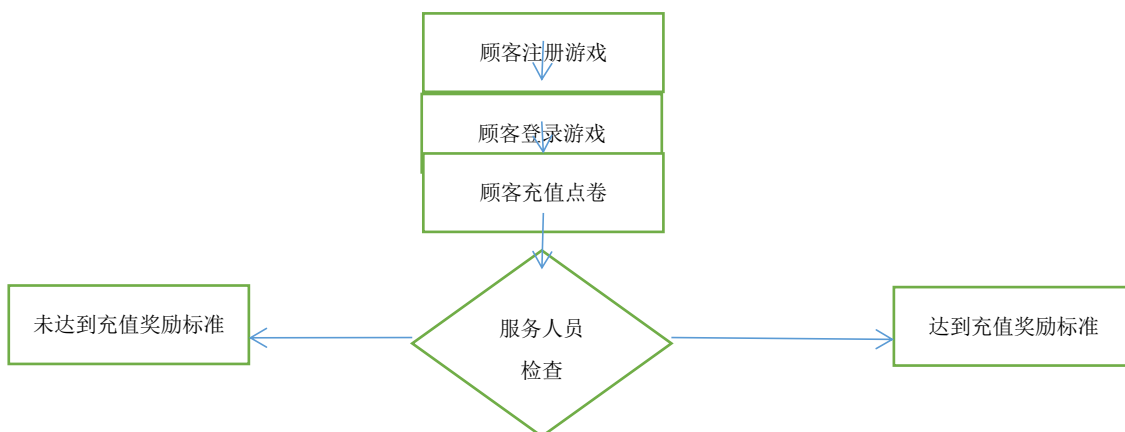 顾客注册游戏
顾客登录游戏
顾客充值点卷
未达到充值奖励标准
服务人员
检查
达到充值奖励标准